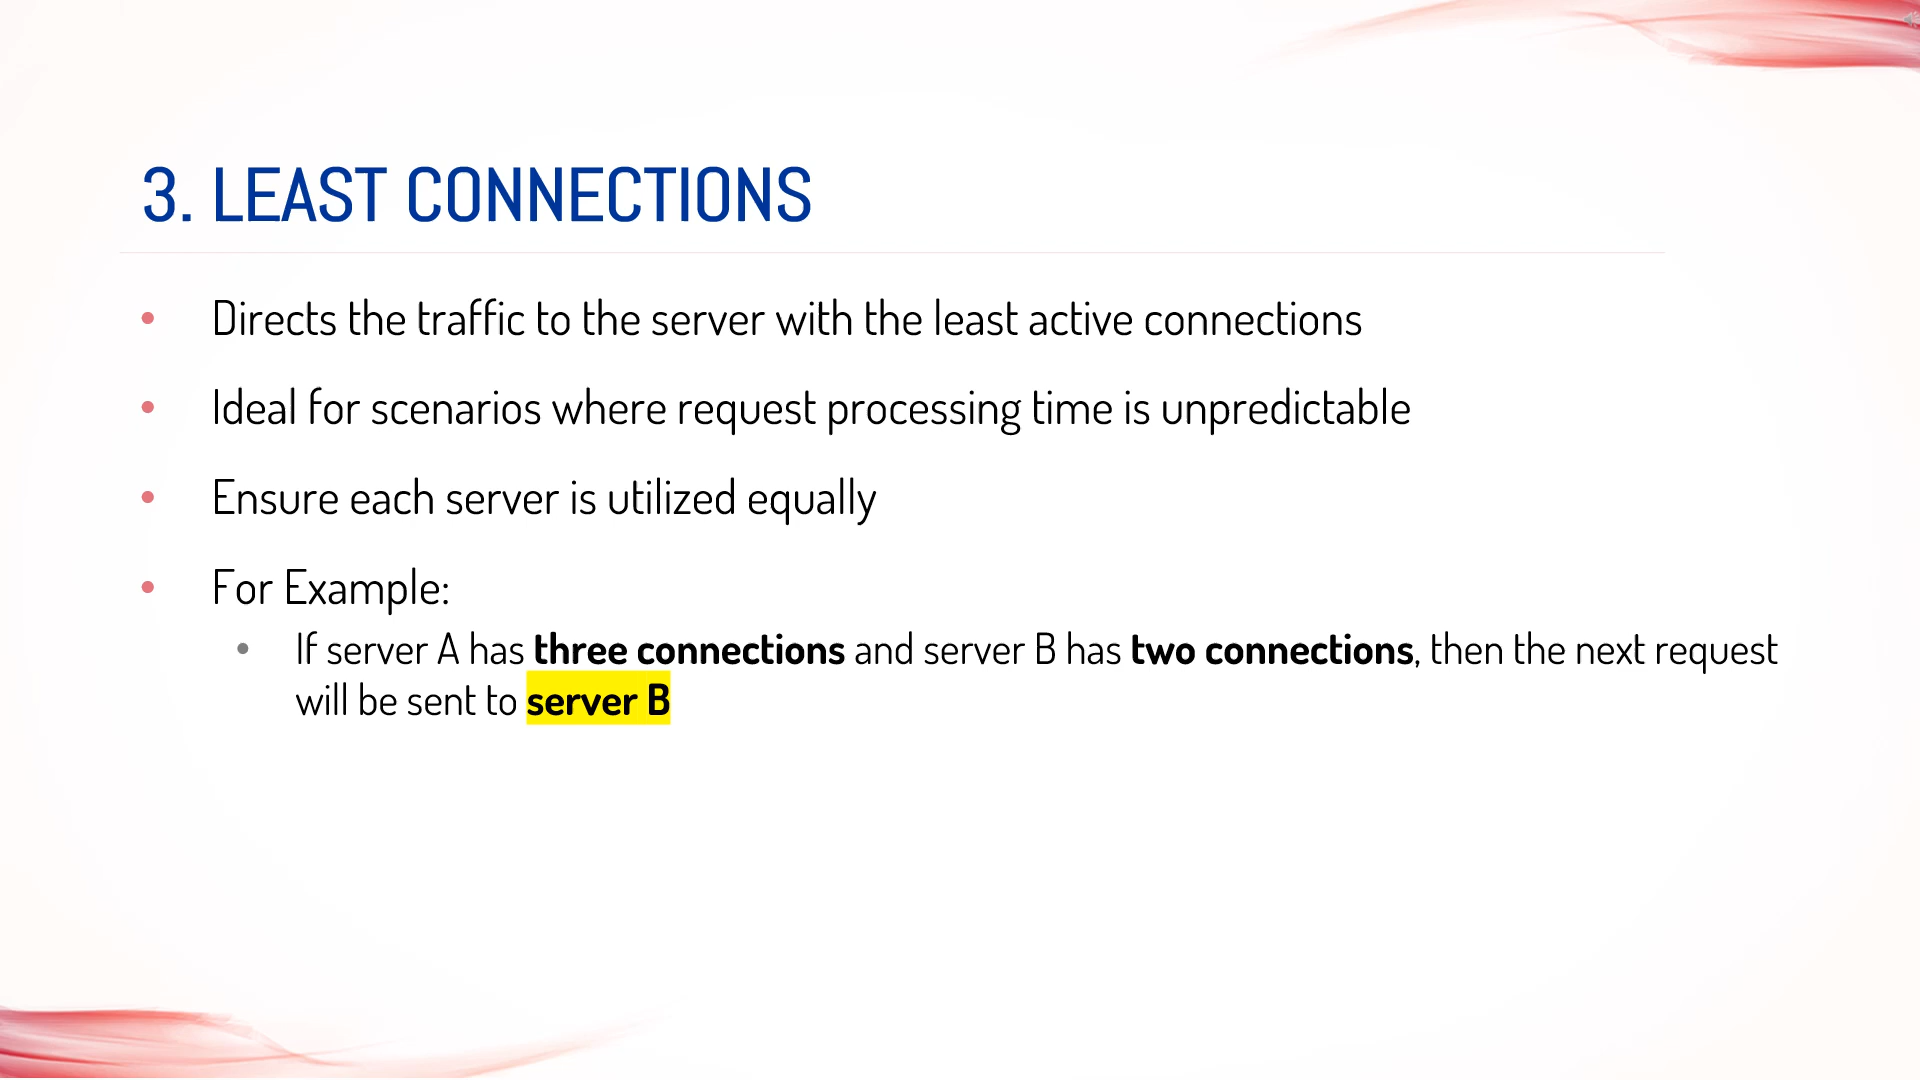 3. LEAST CONNECTIONS
• Directs the traffic to the server with the least active connections
• Ideal for scenarios where request processing time is unpredictable
• Ensure each server is utilized equally
• For Example:
• If server A has three connections and server B has two connections, then the next request
will be sent to server B